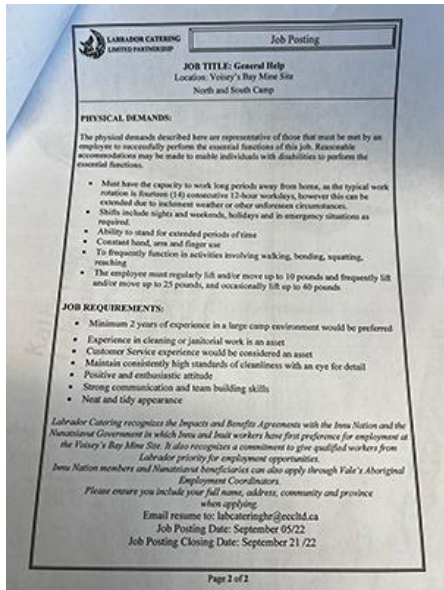 LABRADOR CATERING
LIMITED PARTNERSHIP
Job Posting
JOB TITLE: General Help
Location: Voisey's Bay Mine Site
North and South Camp
PHYSICAL DEMANDS:
The physical demands described here are representative of those that must be met by an
employee to successfully perform the essential functions of this job. Reasonable
accommodations may be made to enable individuals with disabilities to perform the
essential functions.
• Must have the capacity to work long periods away from home, as the typical work
rotation is fourteen (14) consecutive 12-hour workdays, however this can be
extended due to inclement weather or other unforeseen circumstances.
• Shifts include nights and weekends, holidays and in emergency situations as
required.
• Ability to stand for extended periods of time
• Constant hand, arm and finger use
• To frequently function in activities involving walking, bending, squatting,
reaching
• The employee must regularly lift and/or move up to 10 pounds and frequently lift
and/or move up to 25 pounds, and occasionally lift up to 40 pounds
JOB REQUIREMENTS:
• Minimum 2 years of experience in a large camp environment would be preferred
• Experience in cleaning or janitorial work is an asset
• Customer Service experience would be considered an asset
• Maintain consistently high standards of cleanliness with an eye for detail
• Positive and enthusiastic attitude
• Strong communication and team building skills
• Neat and tidy appearance
Labrador Catering recognizes the Impacts and Benefits Agreements with the Innu Nation and the
Nunatsiavut Government in which Innu and Inuit workers have first preference for employment at
the Voisey's Bay Mine Site. It also recognizes a commitment to give qualified workers from
Labrador priority for employment opportunities.
Innu Nation members and Nunatsiavut beneficiaries can also apply through Vale's Aboriginal
Employment Coordinators.
Please ensure you include your full name, address, community and province
when applying.
Email resume to: labcateringhr@eccltd.ca
Job Posting Date: September 05/22
Job Posting Closing Date: September 21 /22
Page 2 of 2